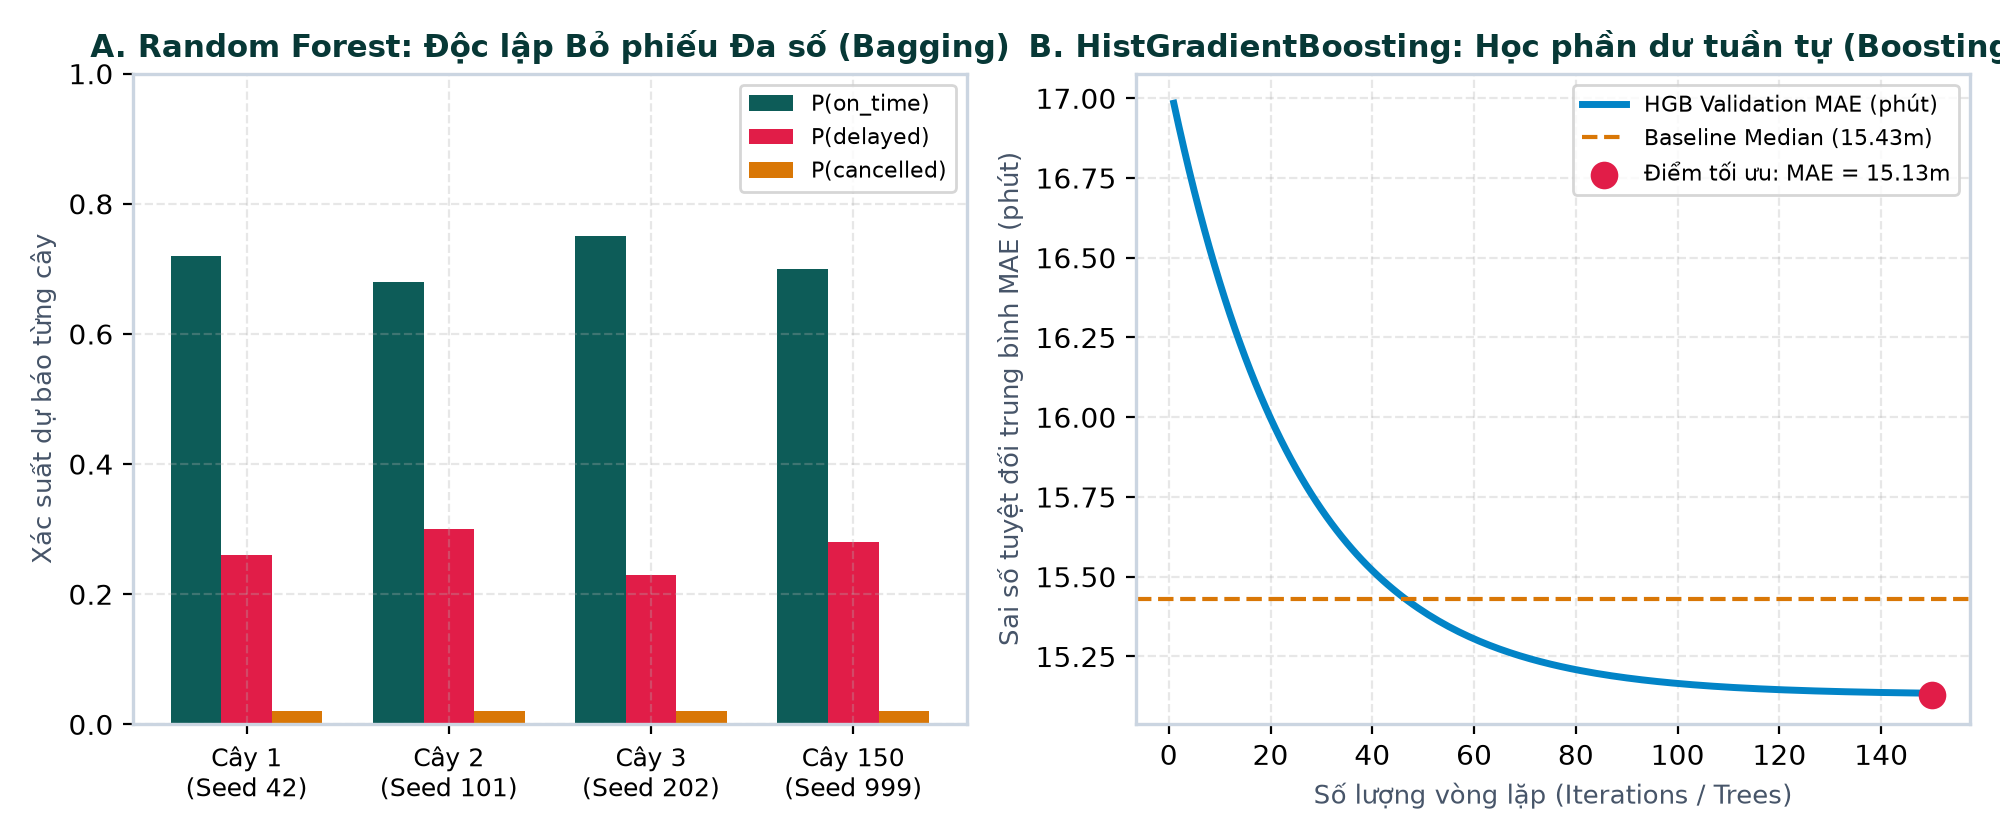 A. Random Forest: Độc lập Bỏ phiếu Đa số (Bagging)
Xác suất dự báo từng cây
1.0
0.8
0.6
0.4
0.2
0.0
P(on_time)
P(delayed)
P(cancelled)
Cây 1
(Seed 42)
Cây 2
(Seed 101)
Cây 3
(Seed 202)
Cây 150
(Seed 999)
B. HistGradientBoosting: Học phần dư tuần tự (Boosting
Sai số tuyệt đối trung bình MAE (phút)
17.00
16.75
16.50
16.25
16.00
15.75
15.50
15.25
HGB Validation MAE (phút)
Baseline Median (15.43m)
Điểm tối ưu: MAE = 15.13m
0 20 40 60 80 100 120 140
Số lượng vòng lặp (Iterations / Trees)